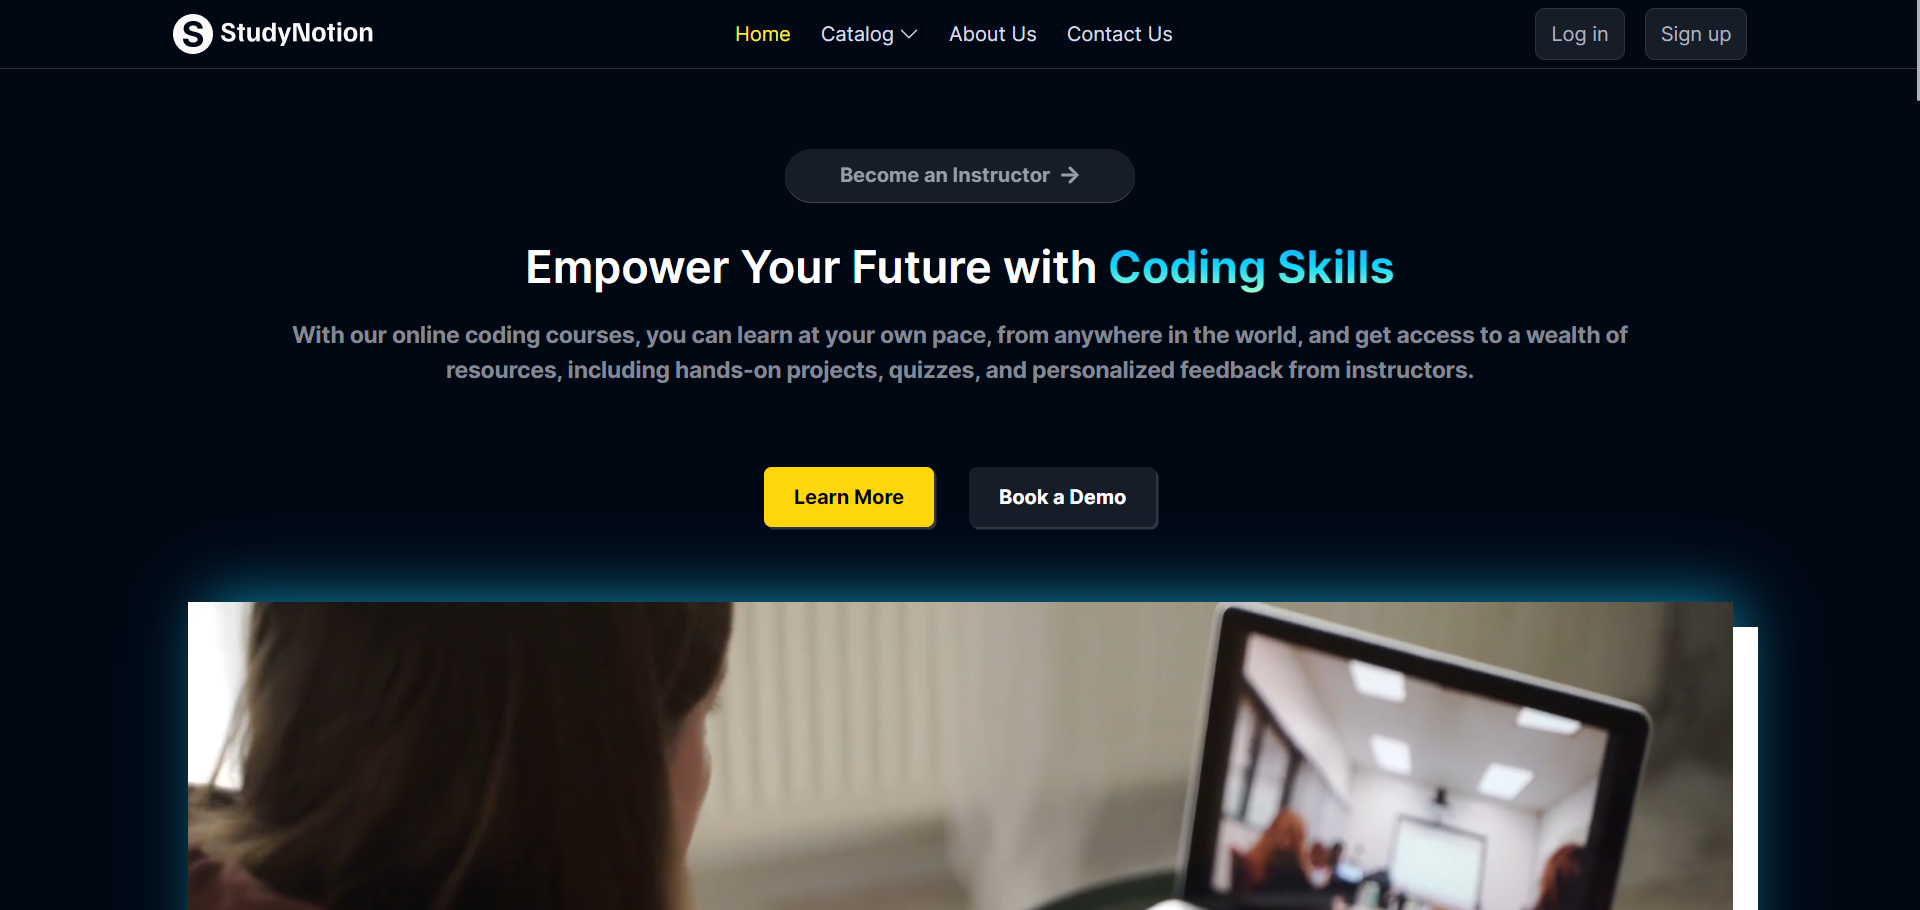 StudyNotion
Home Catalog About Us Contact Us
Log in Sign up
Become an Instructor →
Empower Your Future with Coding Skills
With our online coding courses, you can learn at your own pace, from anywhere in the world, and get access to a wealth of
resources, including hands-on projects, quizzes, and personalized feedback from instructors.
Learn More Book a Demo